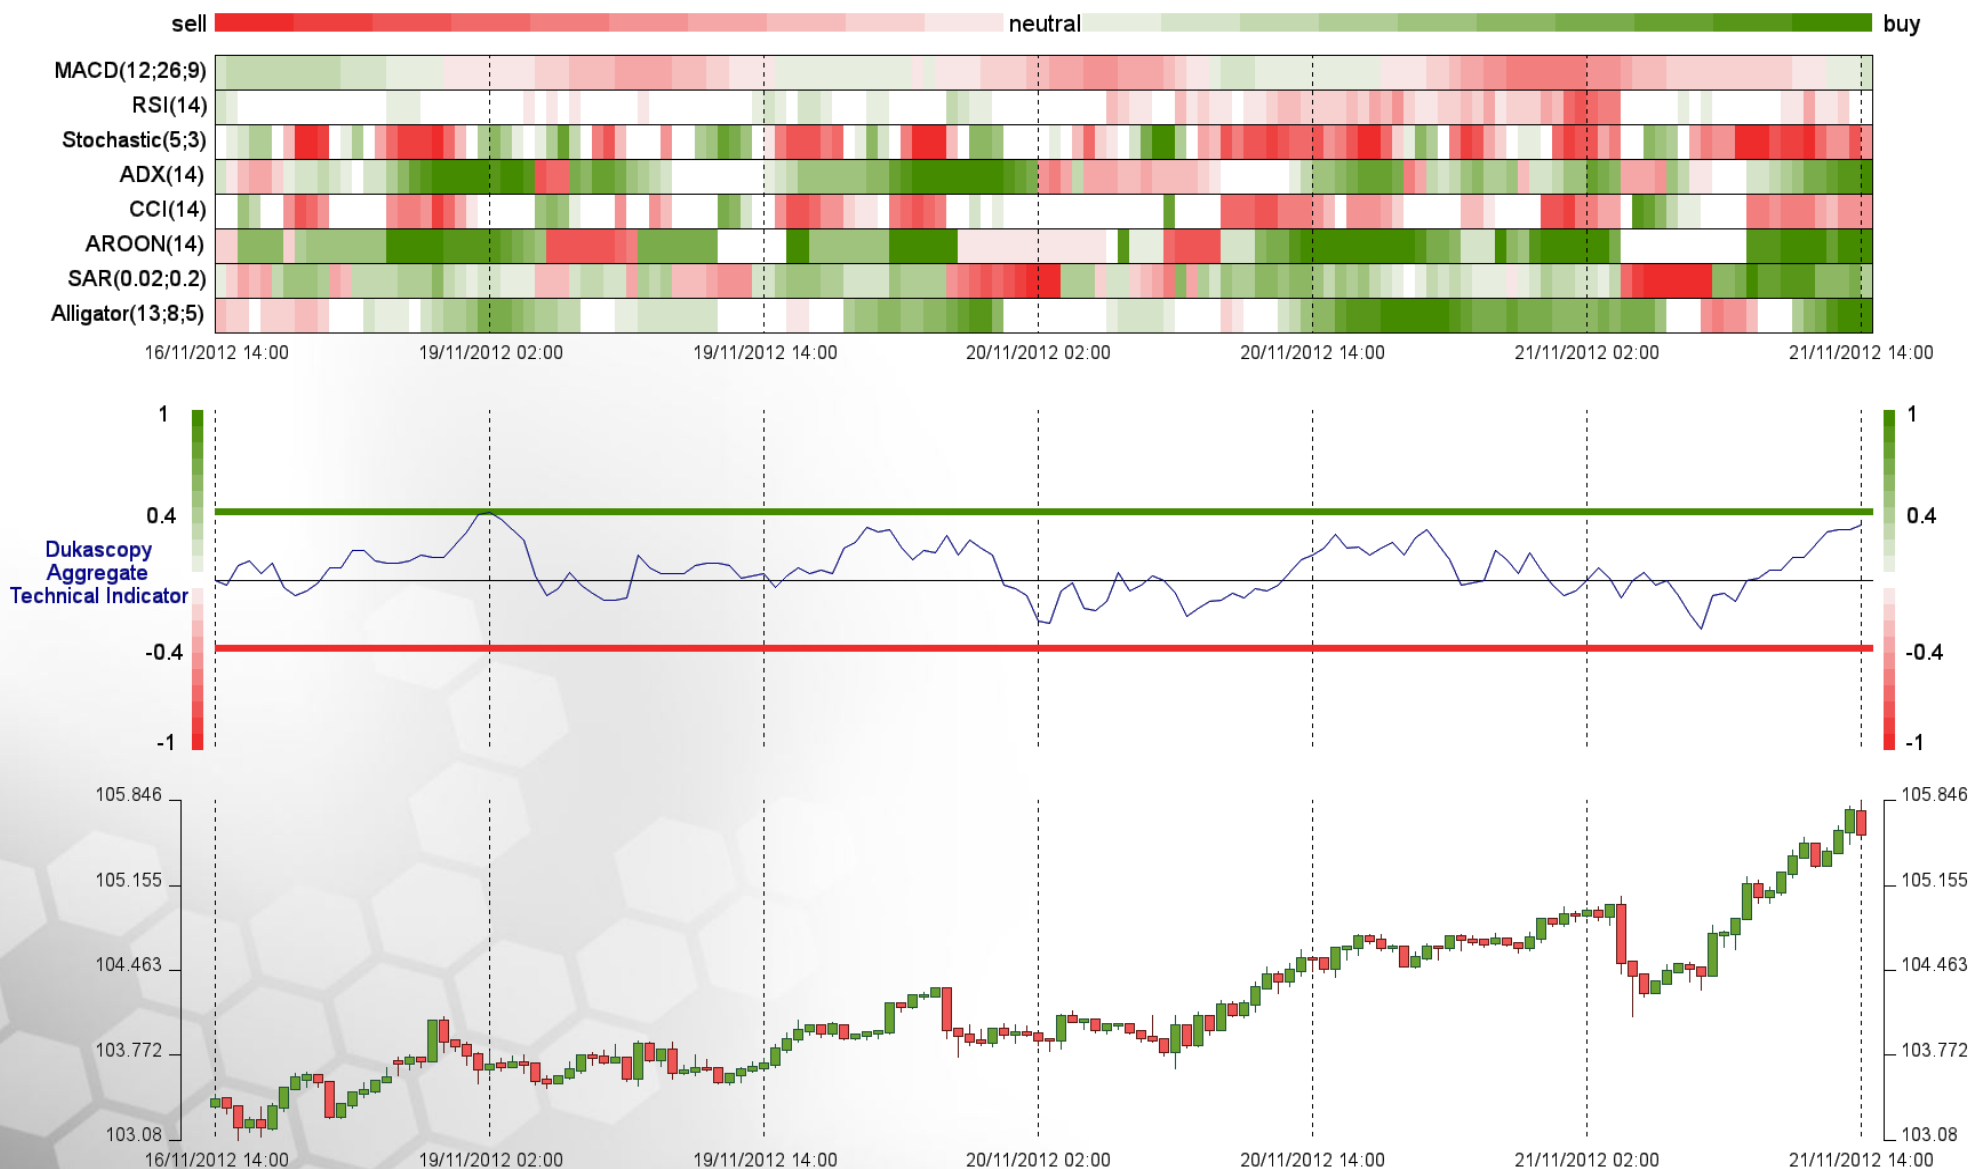 sell neutral buy
MACD(12;26;9)
RSI(14)
Stochastic(5;3)
ADX(14)
CCI(14)
AROON(14)
SAR(0.02;0.2)
Alligator(13;8;5)
16/11/2012 14:00 19/11/2012 02:00 19/11/2012 14:00 20/11/2012 02:00 20/11/2012 14:00 21/11/2012 02:00 21/11/2012 14:00
1 1
0.4 0.4
Dukascopy
Aggregate
Technical Indicator
-0.4 -0.4
-1 -1
105.846 105.846
105.155 105.155
104.463 104.463
103.772 103.772
103.08 103.08
16/11/2012 14:00 19/11/2012 02:00 19/11/2012 14:00 20/11/2012 02:00 20/11/2012 14:00 21/11/2012 02:00 21/11/2012 14:00